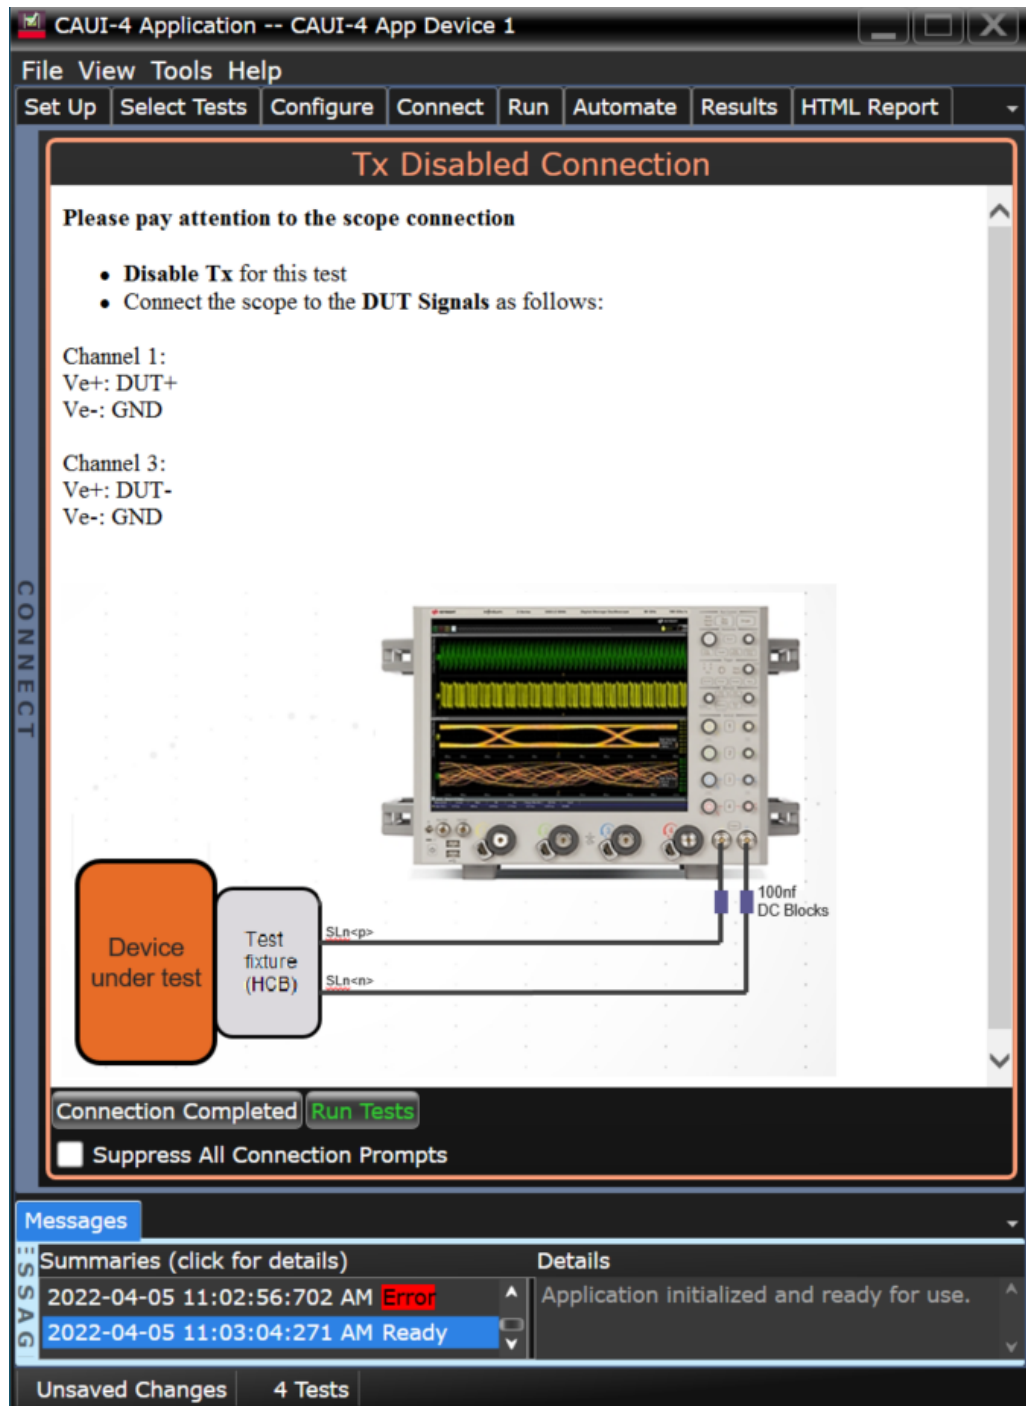 CAUI-4 Application -- CAUI-4 App Device 1
File View Tools Help
Set Up Select Tests Configure Connect Run Automate Results HTML Report
Tx Disabled Connection
Please pay attention to the scope connection
• Disable Tx for this test
• Connect the scope to the DUT Signals as follows:
Channel 1:
Ve+: DUT+
Ve-: GND
Channel 3:
Ve+: DUT-
Ve-: GND
CONNECT
100nf
DC Blocks
Device
under test
Test
fixture
(HCB)
SLn<p>
SLn<n>
Connection Completed Run Tests
Suppress All Connection Prompts
Messages
ESSAG
Summaries (click for details) Details
2022-04-05 11:02:56:702 AM Error Application initialized and ready for use.
2022-04-05 11:03:04:271 AM Ready
Unsaved Changes 4 Tests